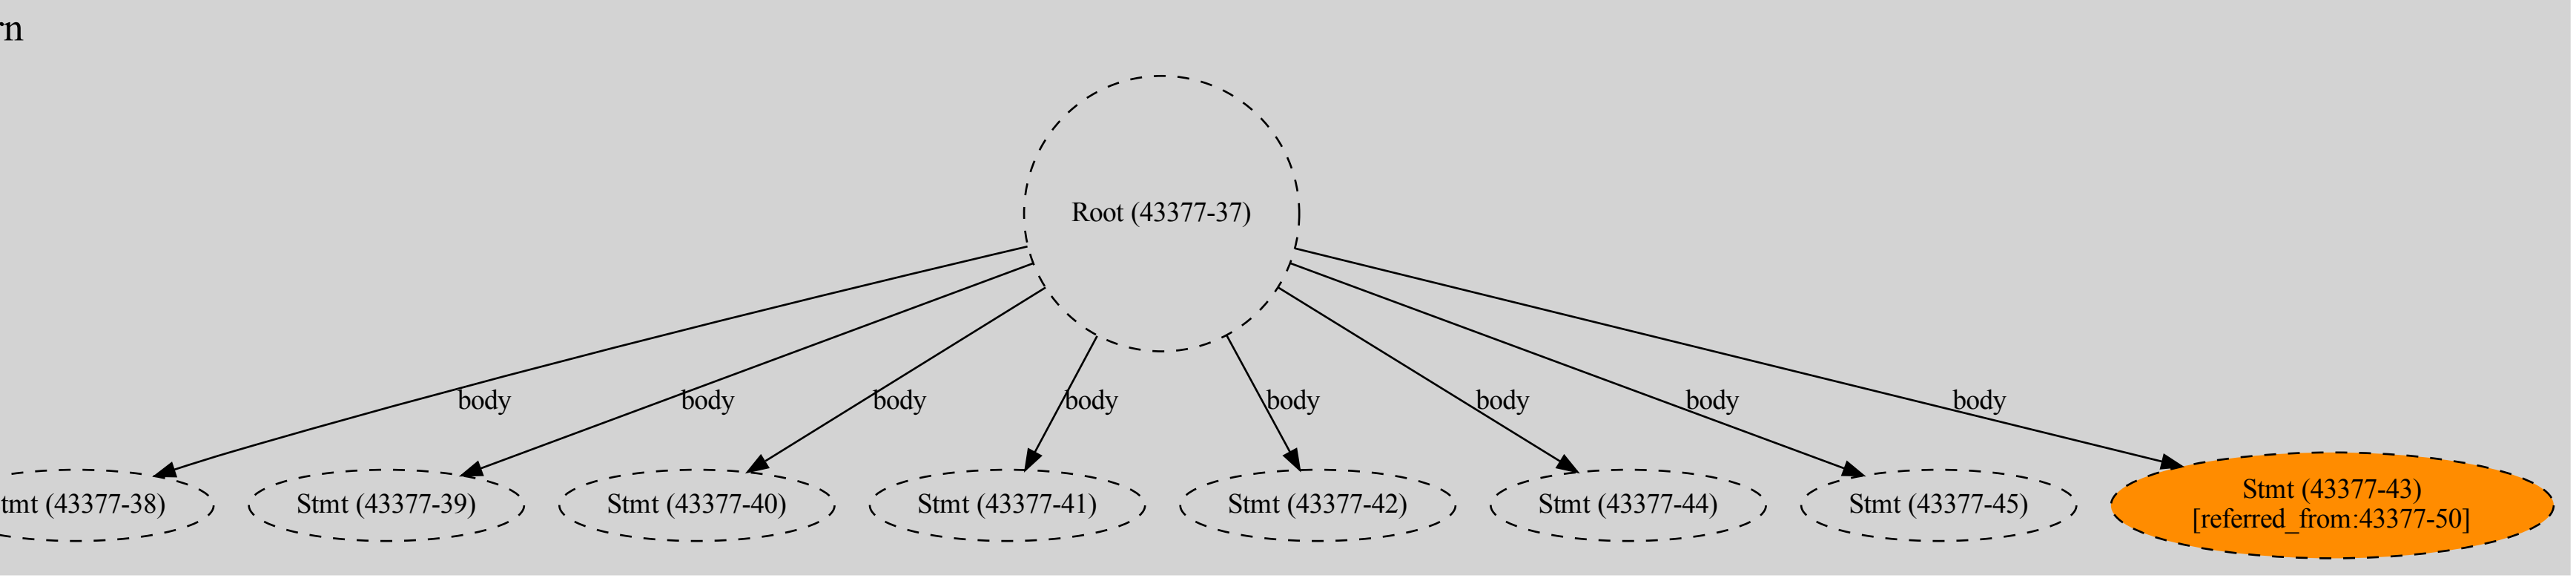 rn
Root (43377-37)
body
body
body
body
body
body
body
body
tmt (43377-38)
Stmt (43377-39)
Stmt (43377-40)
Stmt (43377-41)
Stmt (43377-42)
Stmt (43377-44)
Stmt (43377-45)
Stmt (43377-43)
[referred_from:43377-50]